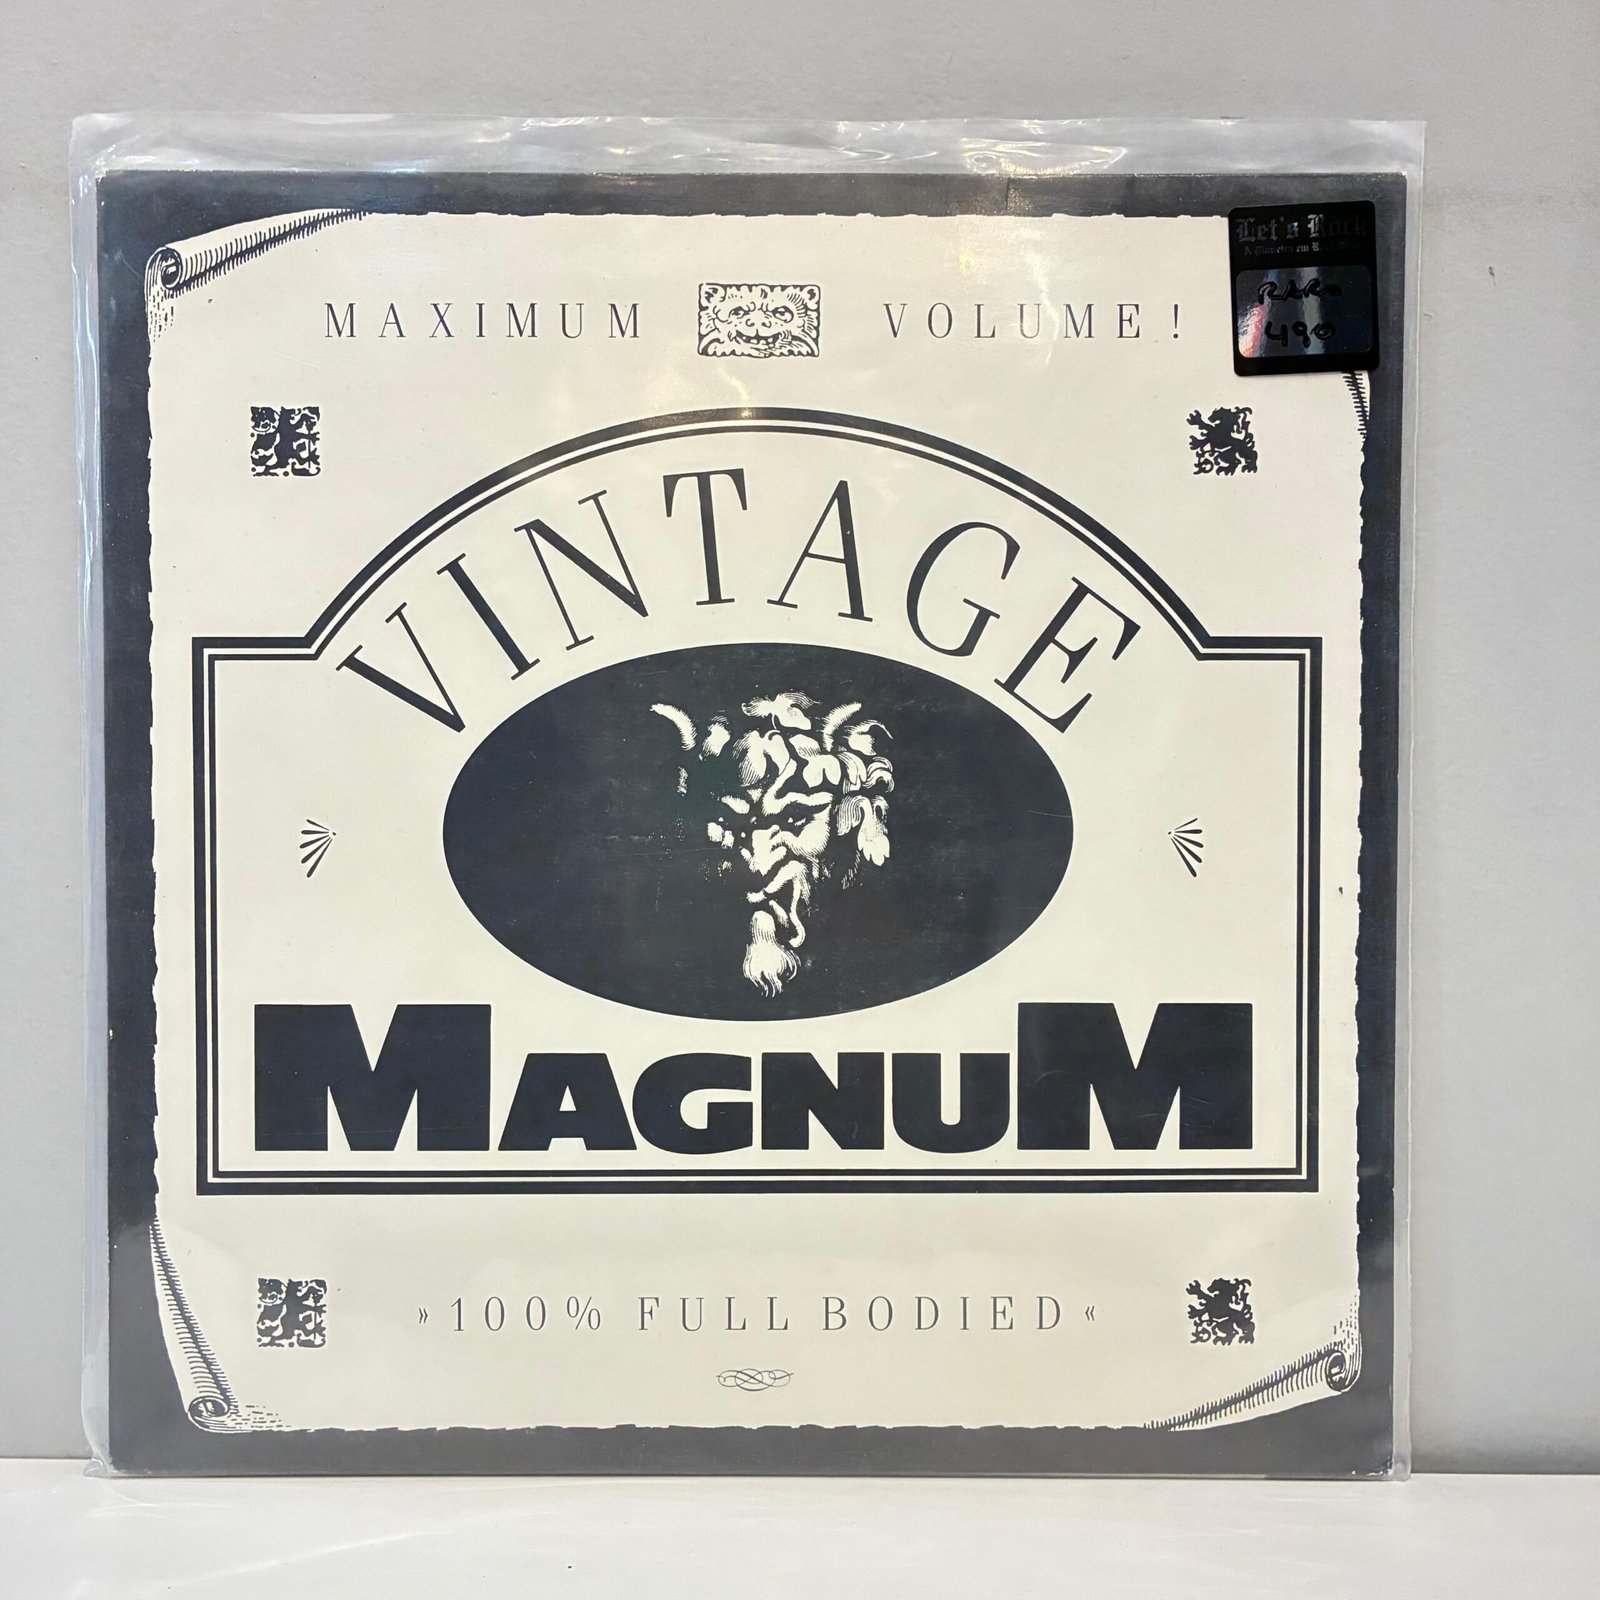 MAXIMUM VOLUME!
Let's Rock
RARO
490
VINTAGE
MAGNUM
» 100% FULL BODIED «